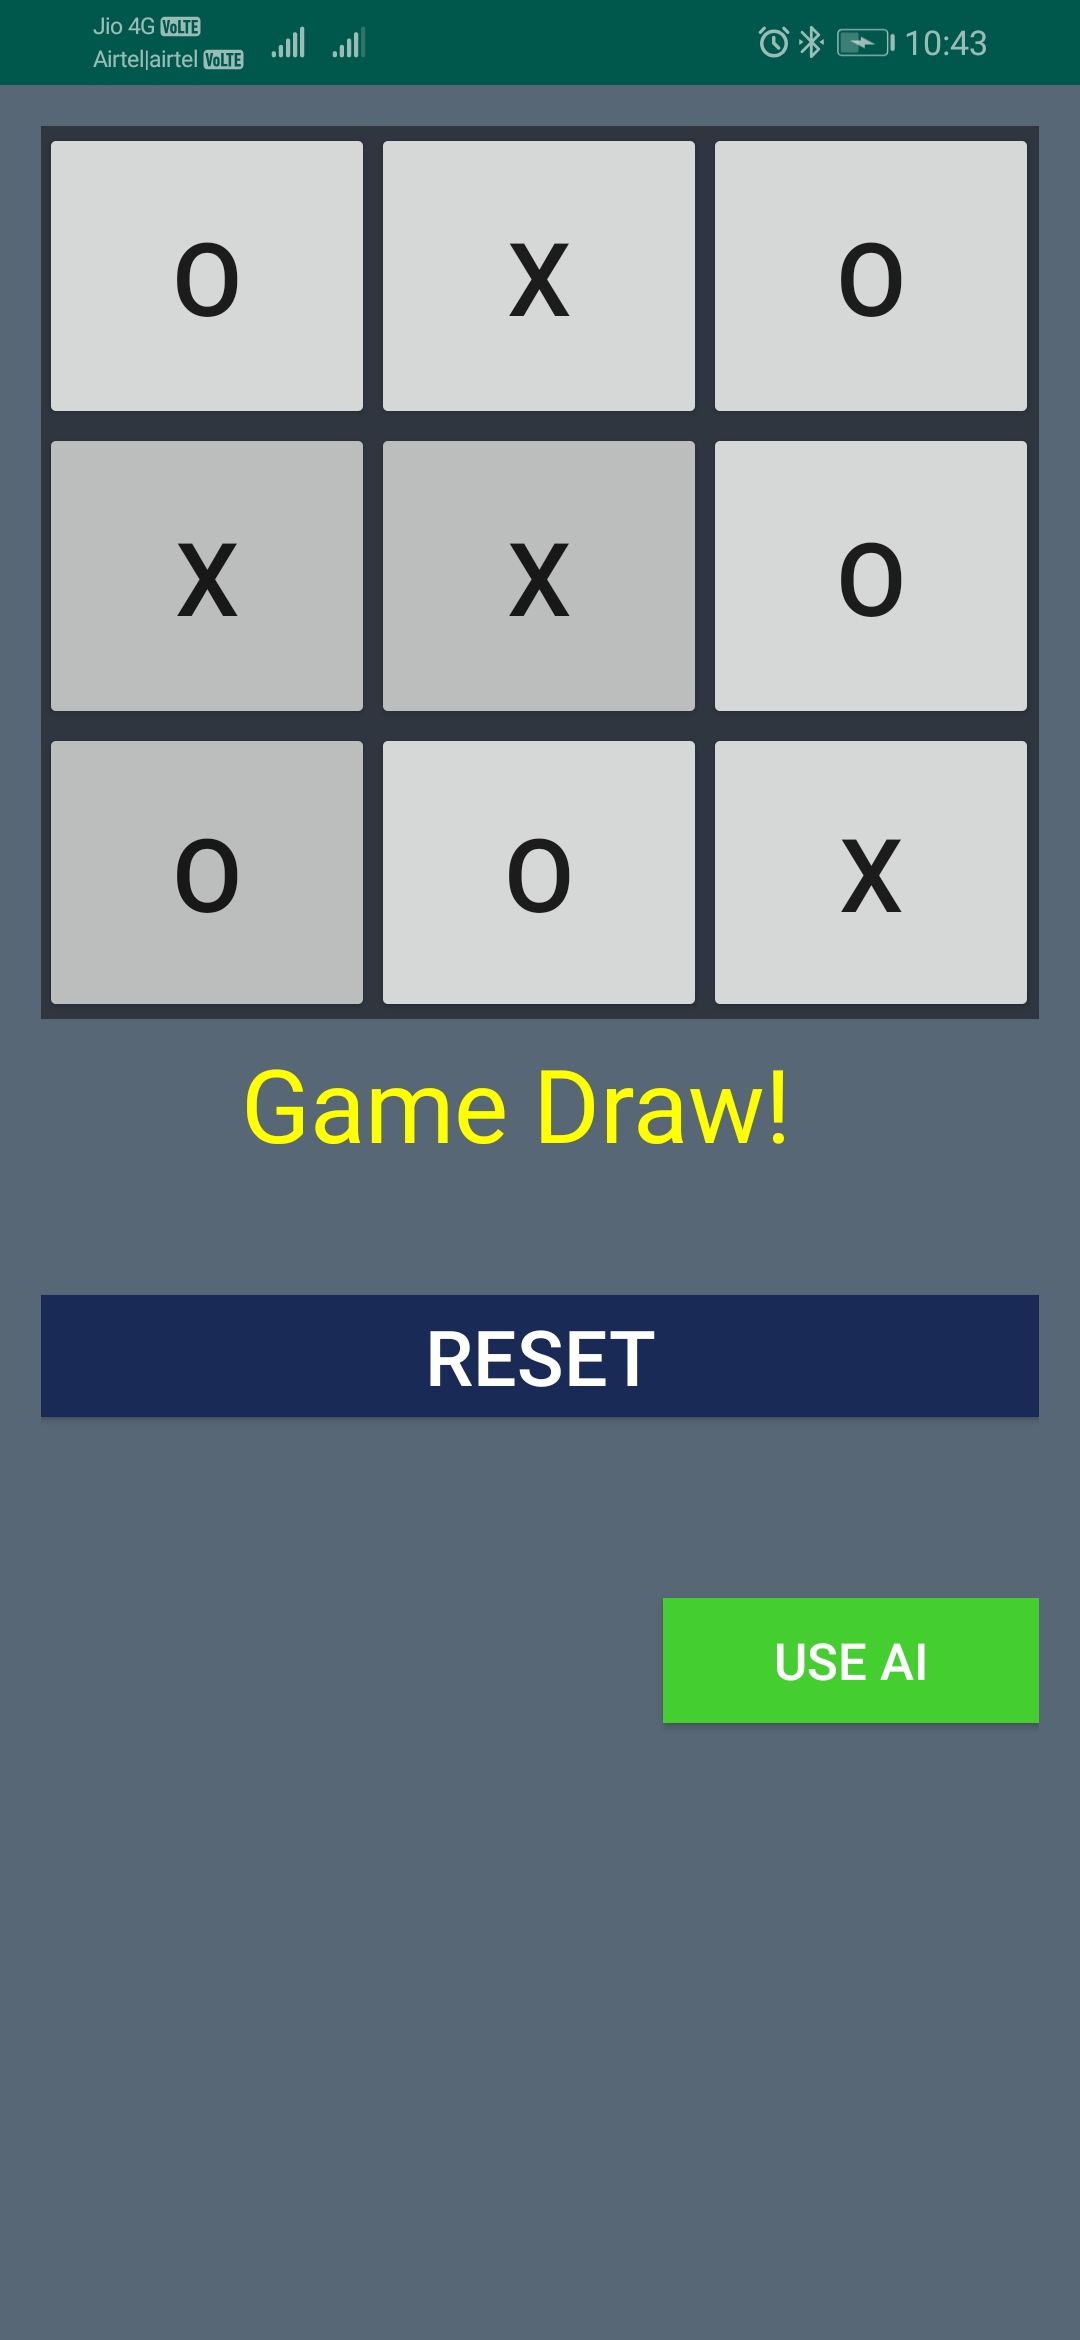 Jio 4G VoLTE
Airtel|airtel VoLTE
10:43
O X O
X X O
O O X
Game Draw!
RESET
USE AI